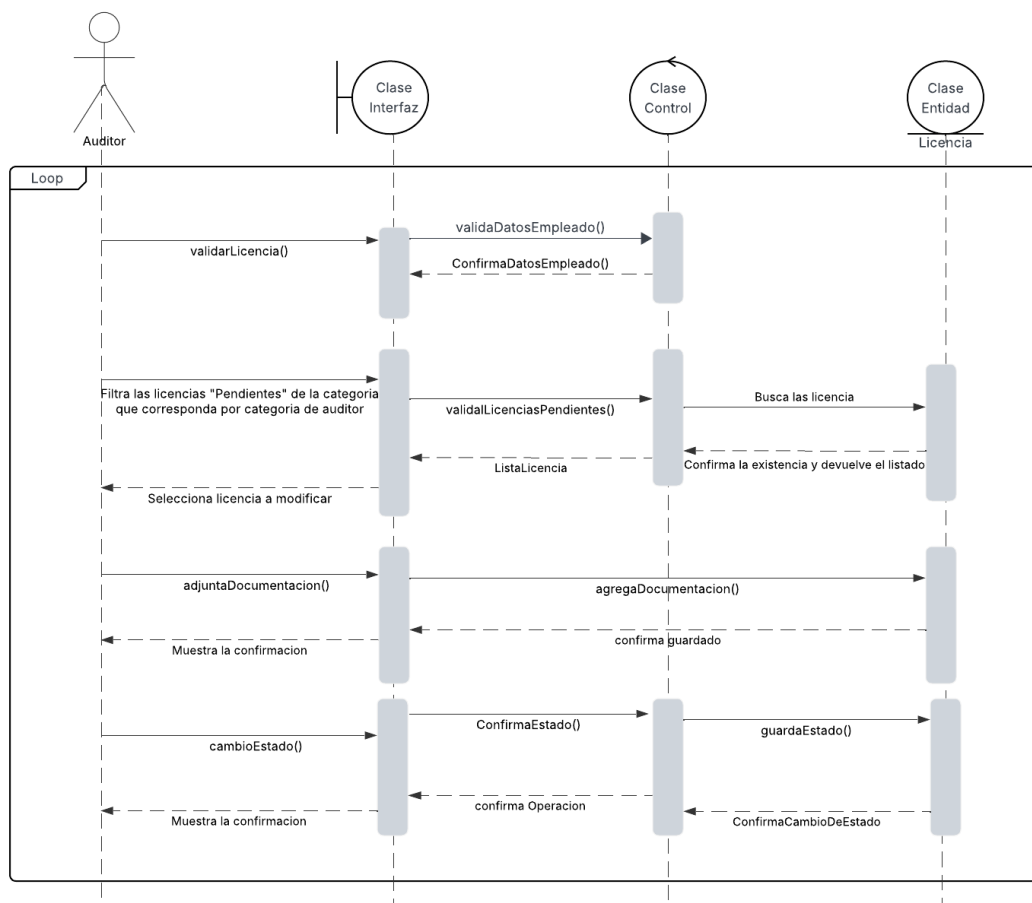 Clase
Interfaz
Clase
Control
Clase
Entidad
Auditor
Licencia
Loop
validaDatosEmpleado()
validarLicencia()
ConfirmaDatosEmpleado()
Filtra las licencias "Pendientes" de la categoria
que corresponda por categoria de auditor
Busca las licencia
validalLicenciasPendientes()
Confirma la existencia y devuelve el listado
ListaLicencia
Selecciona licencia a modificar
adjuntaDocumentacion()
agregaDocumentacion()
confirma guardado
Muestra la confirmacion
ConfirmaEstado()
guardaEstado()
cambioEstado()
confirma Operacion
Muestra la confirmacion
ConfirmaCambioDeEstado